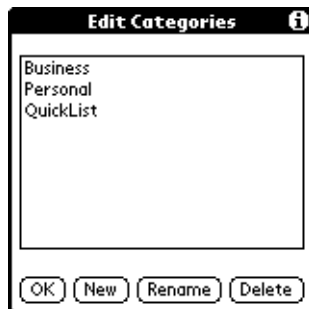 Edit Categories i
Business
Personal
QuickList
OK New Rename Delete